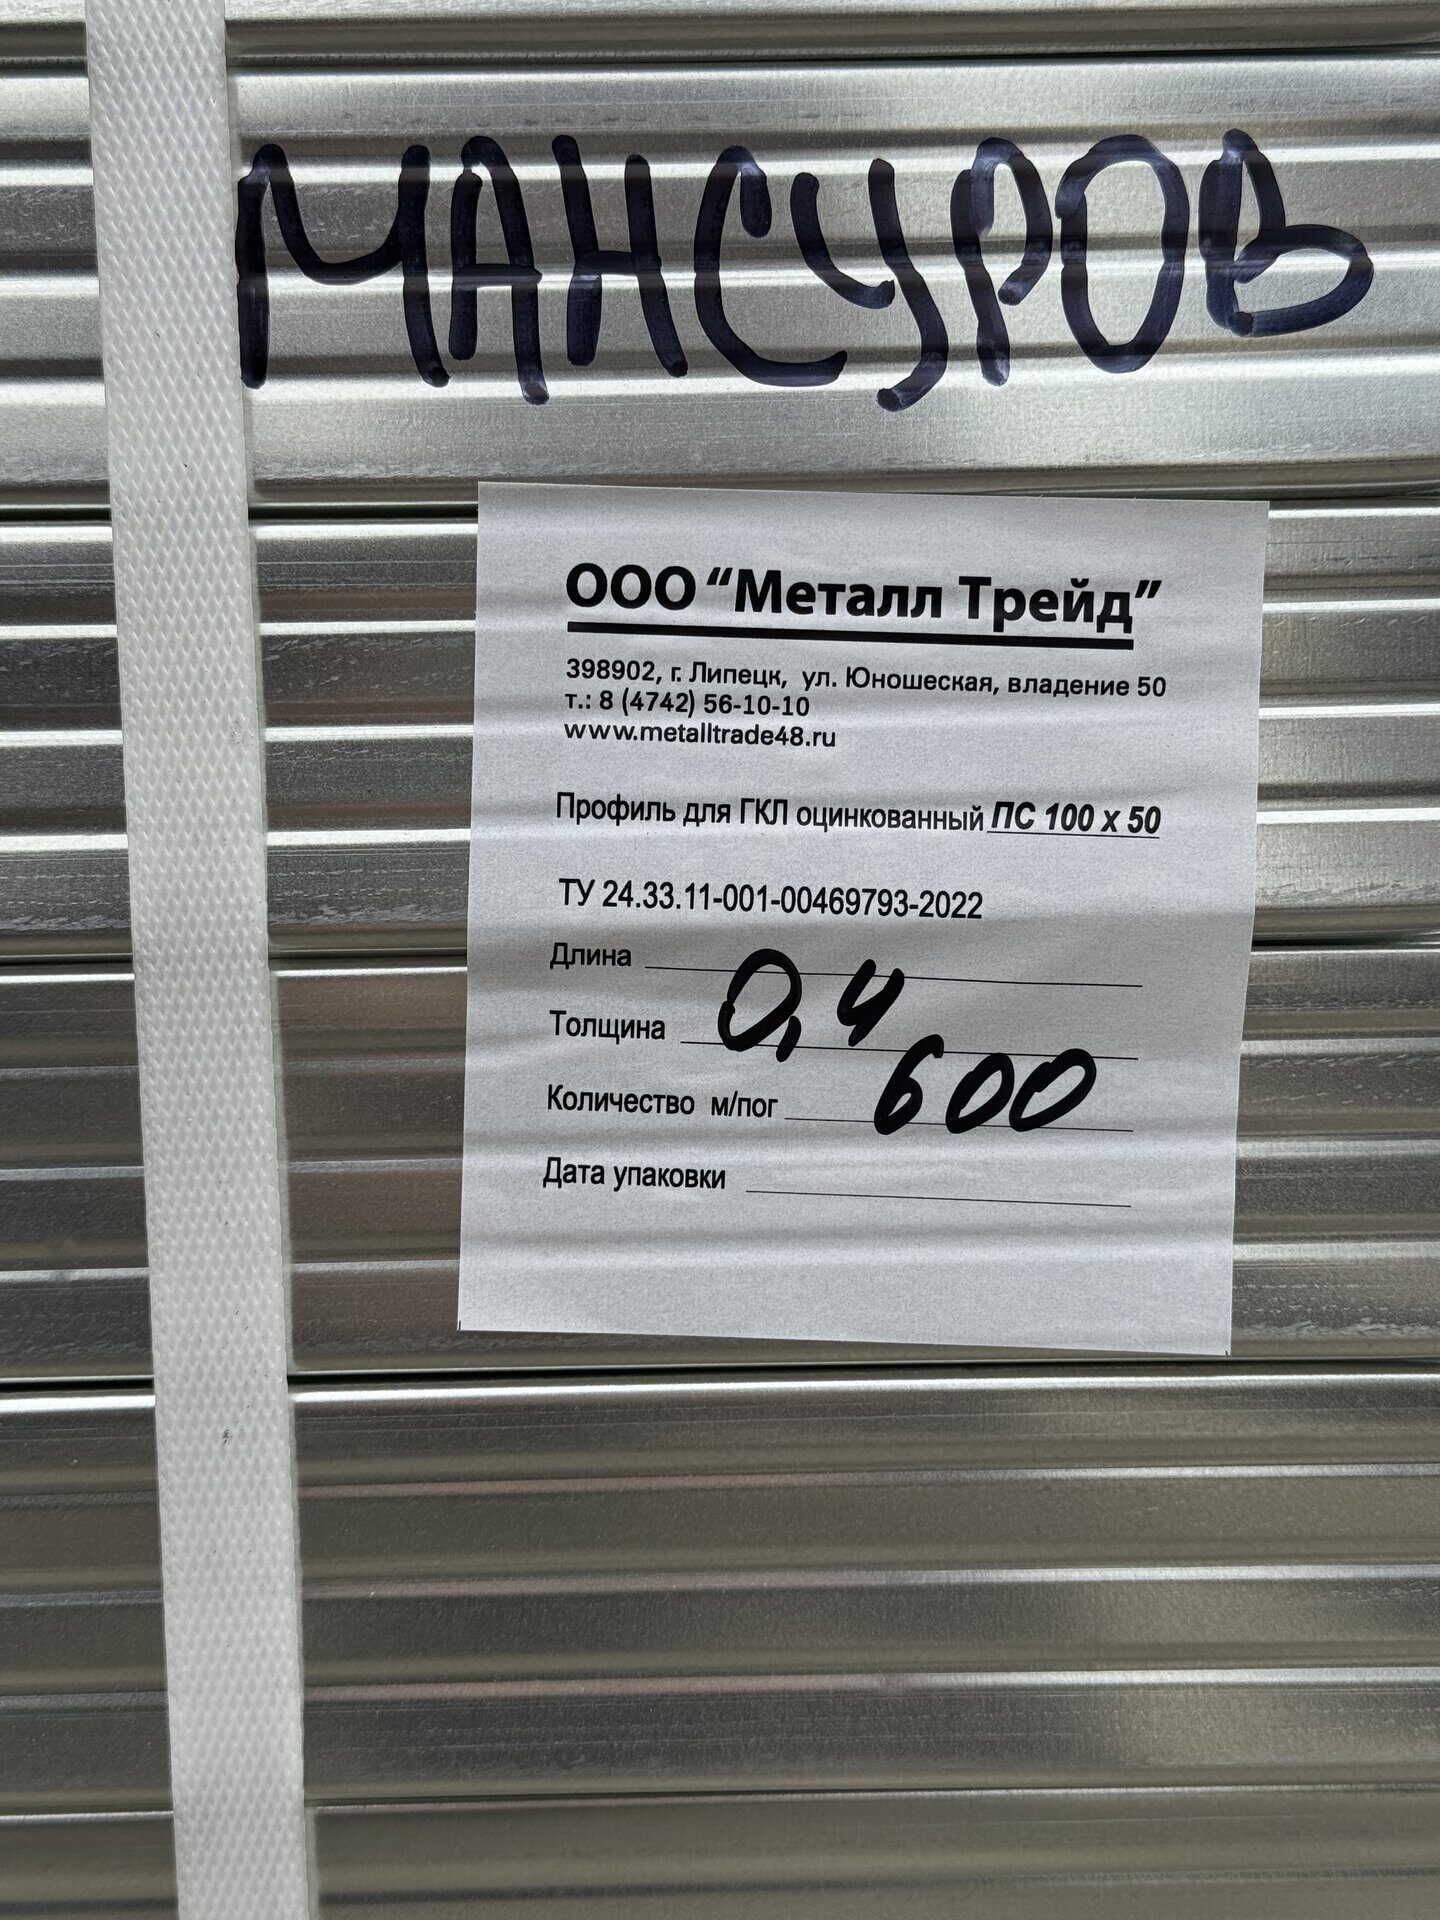 МАНСУРОВ
ООО “Металл Трейд”
398902, г. Липецк, ул. Юношеская, владение 50
т.: 8 (4742) 56-10-10
www.metalltrade48.ru
Профиль для ГКЛ оцинкованный ПС 100 х 50
ТУ 24.33.11-001-00469793-2022
Длина
Толщина 0,4
Количество м/пог 600
Дата упаковки